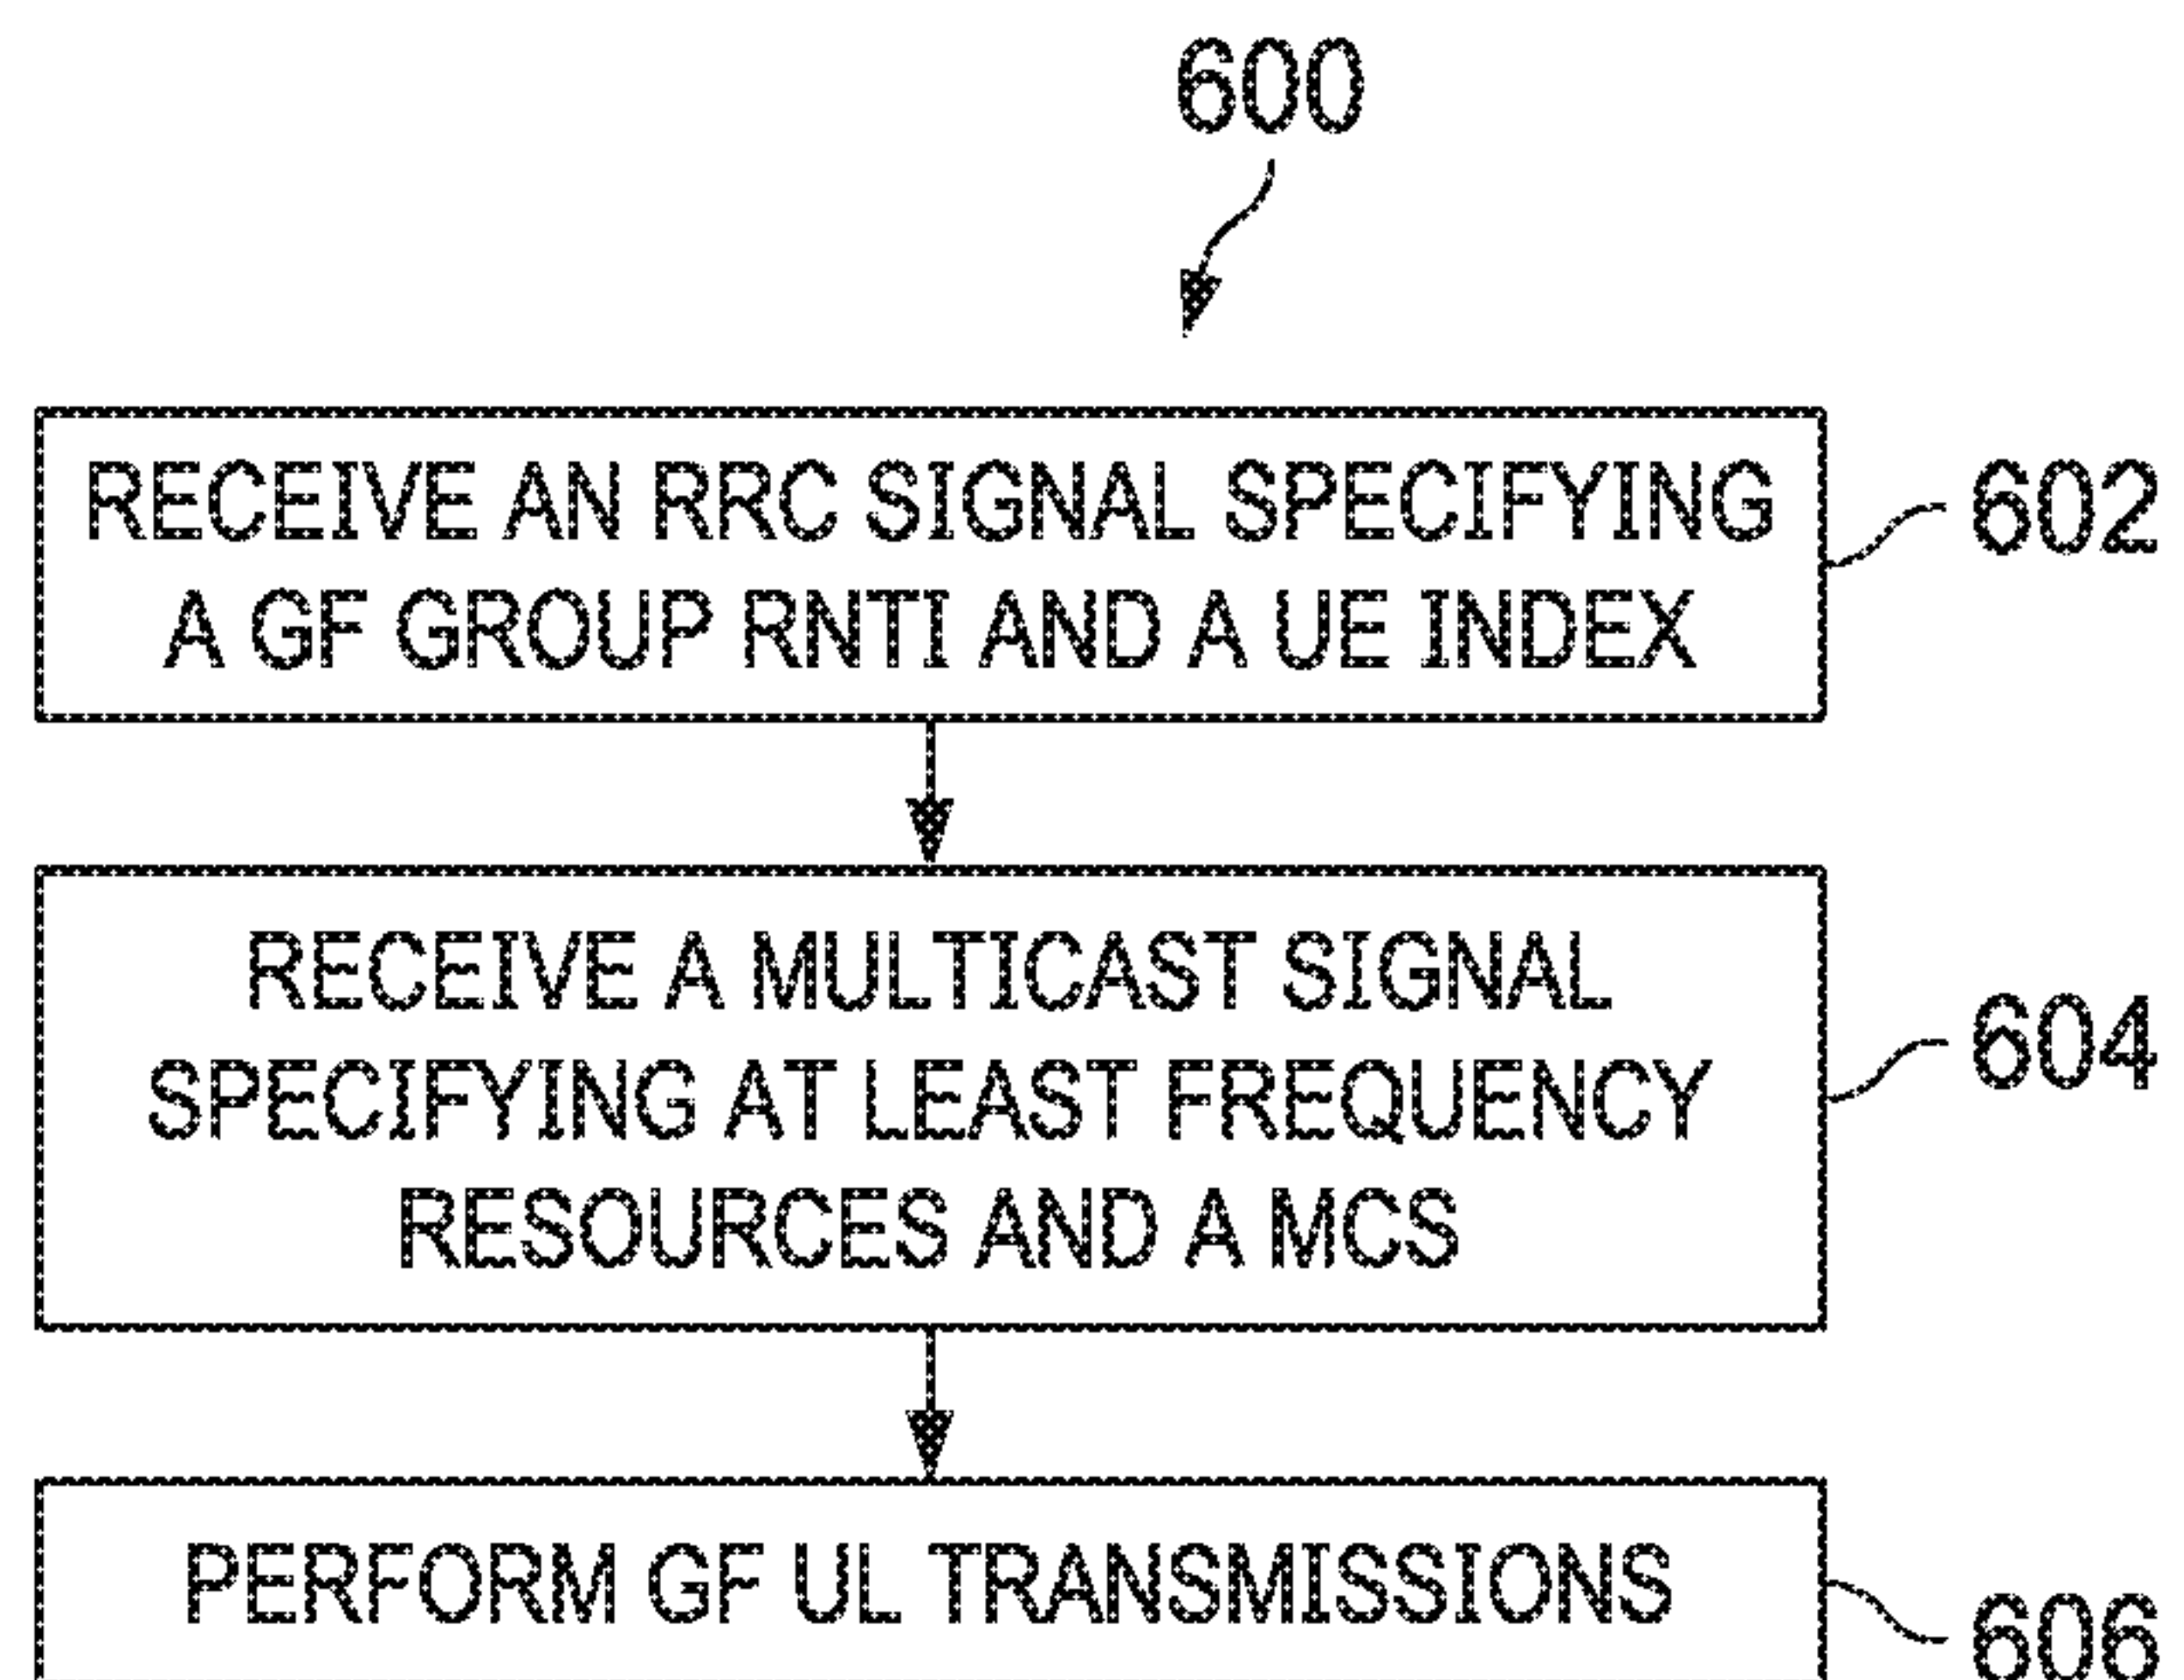 600
RECEIVE AN RRC SIGNAL SPECIFYING
A GF GROUP RNTI AND A UE INDEX
602
RECEIVE A MULTICAST SIGNAL
SPECIFYING AT LEAST FREQUENCY
RESOURCES AND A MCS
604
PERFORM GF UL TRANSMISSIONS
606